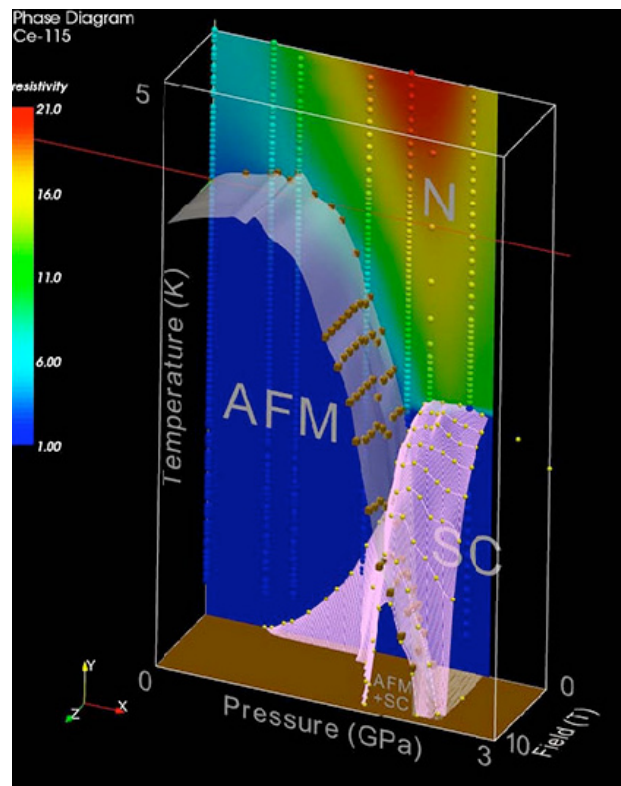 Phase Diagram
Ce-115
resistivity
21.0
16.0
11.0
6.00
1.00
5
Temperature (K)
N
AFM
SC
AFM
+SC
0
Pressure (GPa)
3
10
Field (T)
0
Y
X
Z